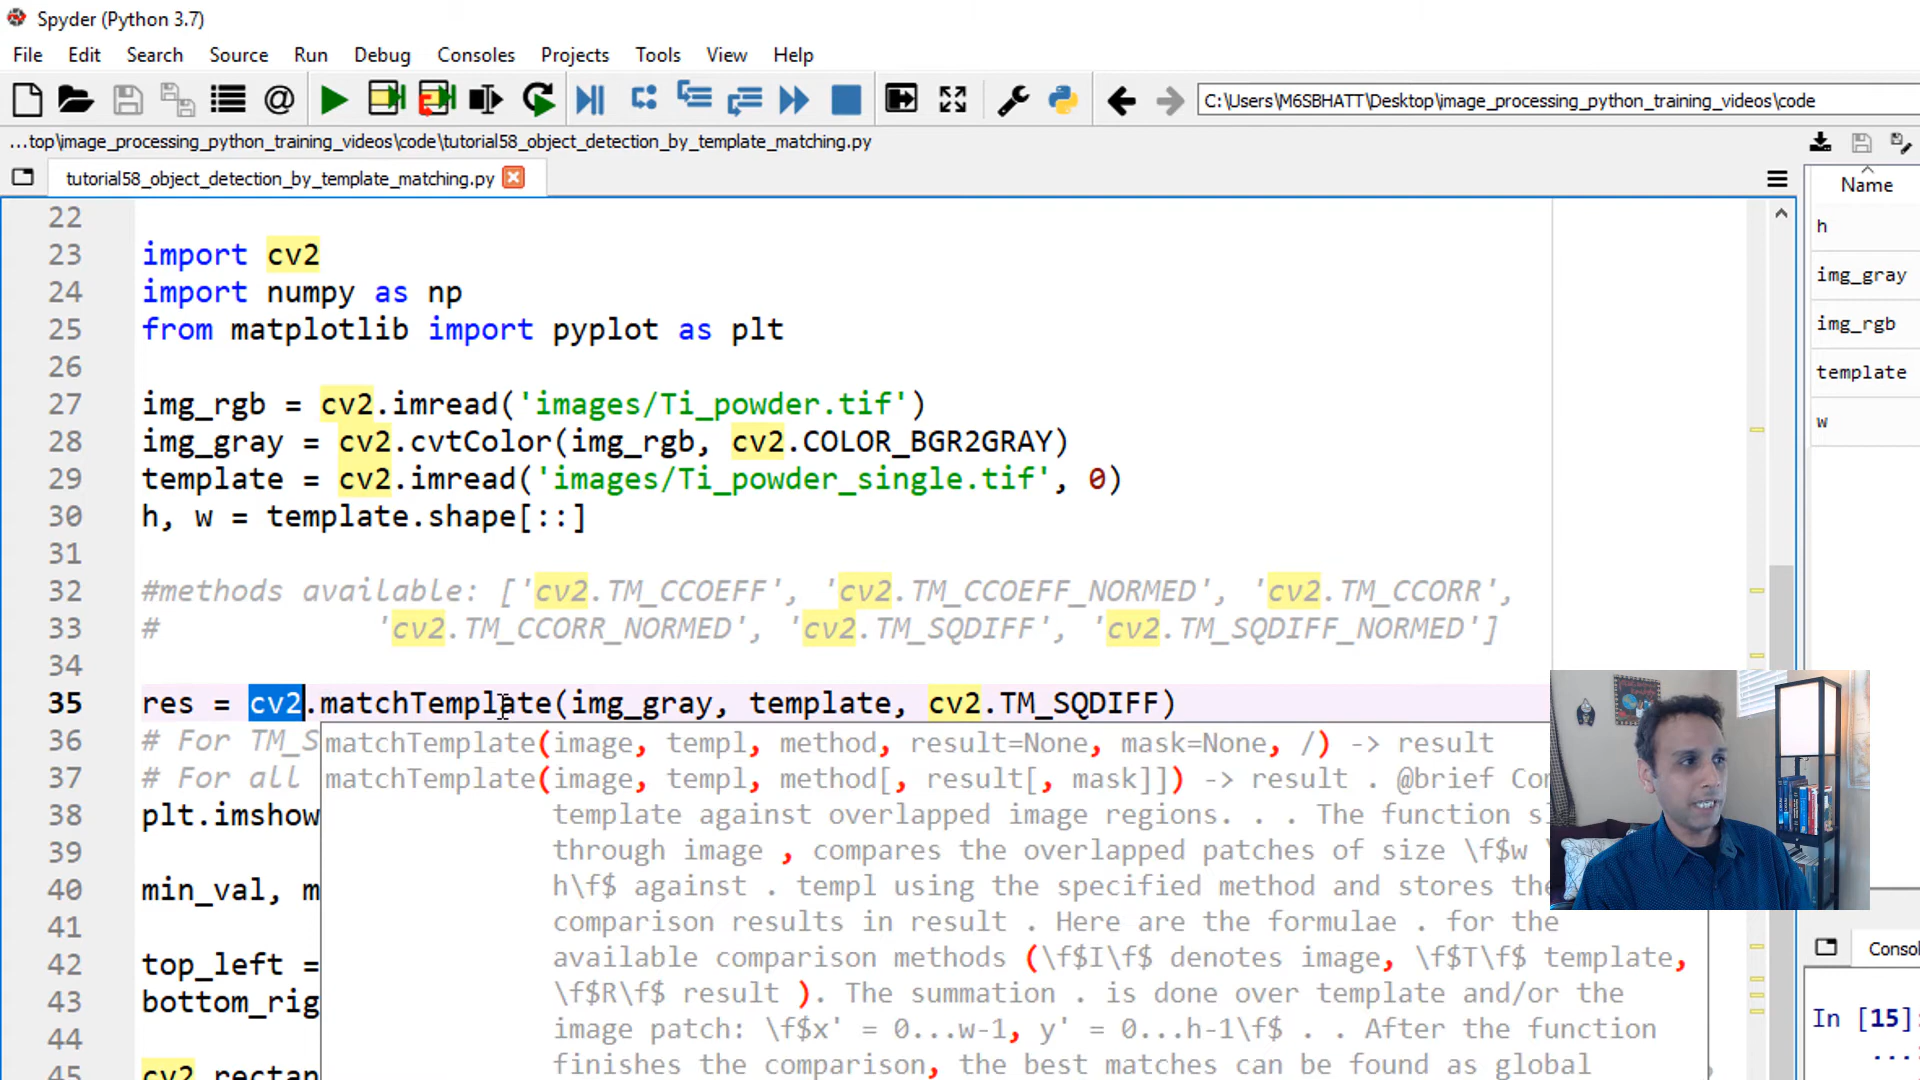 Spyder (Python 3.7)
File Edit Search Source Run Debug Consoles Projects Tools View Help
C:\Users\M6SBHATT\Desktop\image_processing_python_training_videos\code
...top\image_processing_python_training_videos\code\tutorial58_object_detection_by_template_matching.py
tutorial58_object_detection_by_template_matching.py
Name
h
img_gray
img_rgb
template
w
22
23 import cv2
24 import numpy as np
25 from matplotlib import pyplot as plt
26
27 img_rgb = cv2.imread('images/Ti_powder.tif')
28 img_gray = cv2.cvtColor(img_rgb, cv2.COLOR_BGR2GRAY)
29 template = cv2.imread('images/Ti_powder_single.tif', 0)
30 h, w = template.shape[::]
31
32 #methods available: ['cv2.TM_CCOEFF', 'cv2.TM_CCOEFF_NORMED', 'cv2.TM_CCORR',
33 # 'cv2.TM_CCORR_NORMED', 'cv2.TM_SQDIFF', 'cv2.TM_SQDIFF_NORMED']
34
35 res = cv2.matchTemplate(img_gray, template, cv2.TM_SQDIFF)
36 # For TM_S
37 # For all
38 plt.imshow
39
40 min_val, m
41
42 top_left =
43 bottom_rig
44
45 cv2.rectan
matchTemplate(image, templ, method, result=None, mask=None, /) -> result
matchTemplate(image, templ, method[, result[, mask]]) -> result . @brief Co
template against overlapped image regions. . . The function s
through image , compares the overlapped patches of size \f$w \
h\f$ against . templ using the specified method and stores the
comparison results in result . Here are the formulae . for the
available comparison methods (\f$I\f$ denotes image, \f$T\f$ template,
\f$R\f$ result ). The summation . is done over template and/or the
image patch: \f$x' = 0...w-1, y' = 0...h-1\f$ . . After the function
finishes the comparison, the best matches can be found as global
Consol
In [15]:
...: